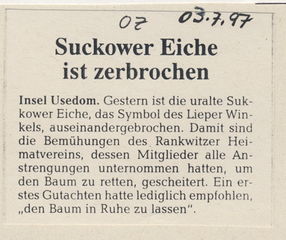 OZ 03.7.97
Suckower Eiche
ist zerbrochen
Insel Usedom. Gestern ist die uralte Suk-
kower Eiche, das Symbol des Lieper Win-
kels, auseinandergebrochen. Damit sind
die Bemühungen des Rankwitzer Hei-
matvereins, dessen Mitglieder alle An-
strengungen unternommen hatten, um
den Baum zu retten, gescheitert. Ein er-
stes Gutachten hatte lediglich empfohlen,
„den Baum in Ruhe zu lassen“.